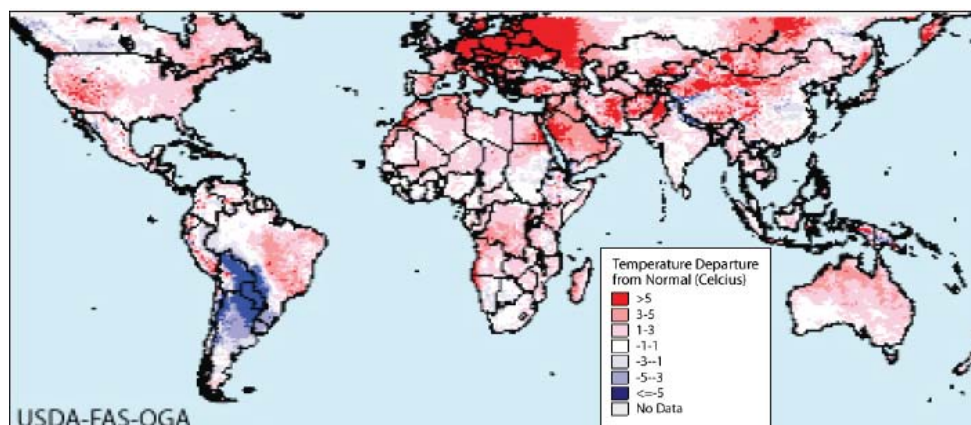 Temperature Departure
from Normal (Celcius)
>5
3-5
1-3
-1-1
-3--1
-5--3
<=-5
No Data
USDA-FAS-OGA